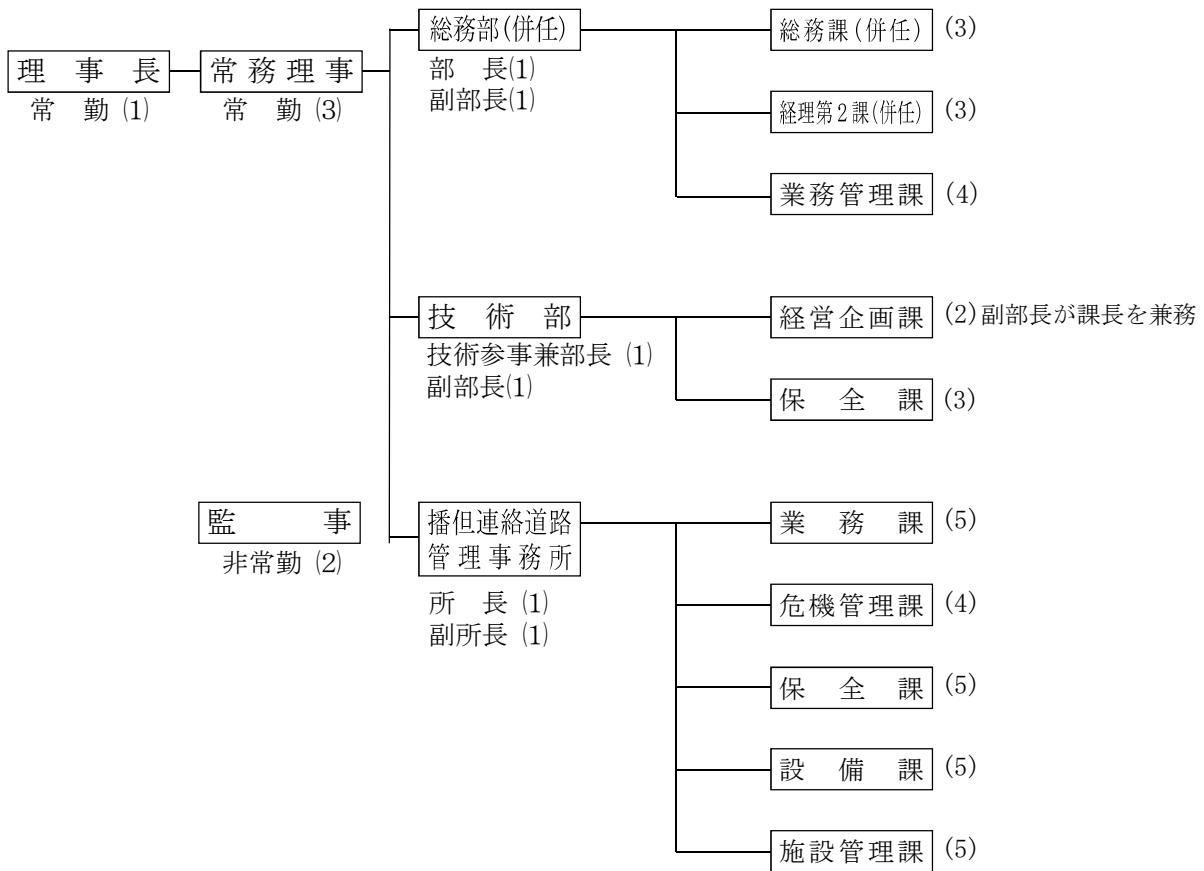 理事長
常勤 (1)
常務理事
常勤 (3)
総務部(併任)
部長(1)
副部長(1)
総務課(併任) (3)
経理第2課(併任) (3)
業務管理課 (4)
技術部
技術参事兼部長 (1)
副部長(1)
経営企画課 (2)副部長が課長を兼務
保全課 (3)
監事
非常勤 (2)
播但連絡道路
管理事務所
所長 (1)
副所長 (1)
業務課 (5)
危機管理課 (4)
保全課 (5)
設備課 (5)
施設管理課 (5)